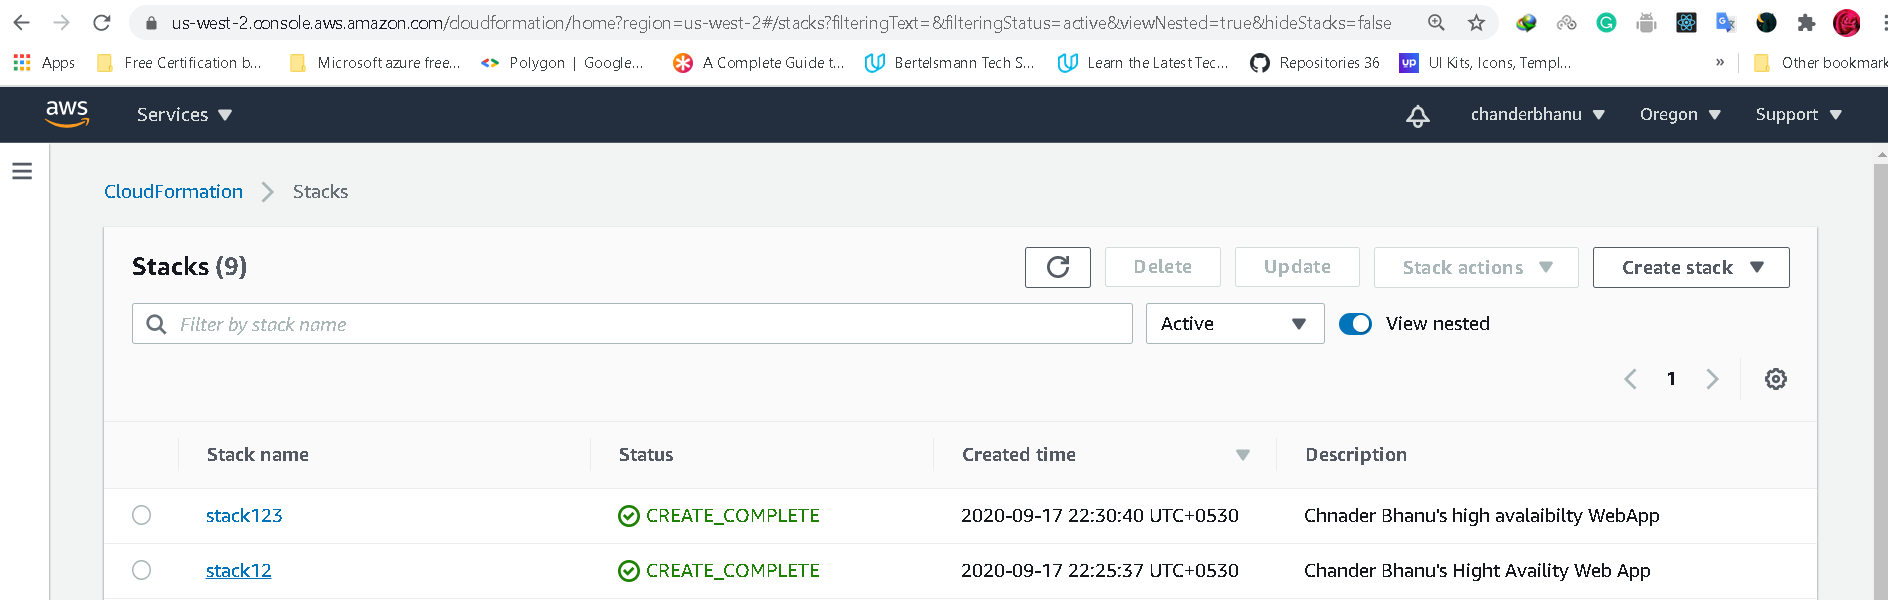 us-west-2.console.aws.amazon.com/cloudformation/home?region=us-west-2#/stacks?filteringText=&filteringStatus=active&viewNested=true&hideStacks=false
Apps Free Certification b... Microsoft azure free... Polygon | Google... A Complete Guide t... Bertelsmann Tech S... Learn the Latest Tec... Repositories 36 up UI Kits, Icons, Templ... » Other bookmark
aws Services chanderbhanu Oregon Support
CloudFormation Stacks
Stacks (9) Delete Update Stack actions Create stack
Filter by stack name Active View nested
1
Stack name Status Created time Description
stack123 CREATE_COMPLETE 2020-09-17 22:30:40 UTC+0530 Chnader Bhanu's high avalaibilty WebApp
stack12 CREATE_COMPLETE 2020-09-17 22:25:37 UTC+0530 Chander Bhanu's Hight Availity Web App